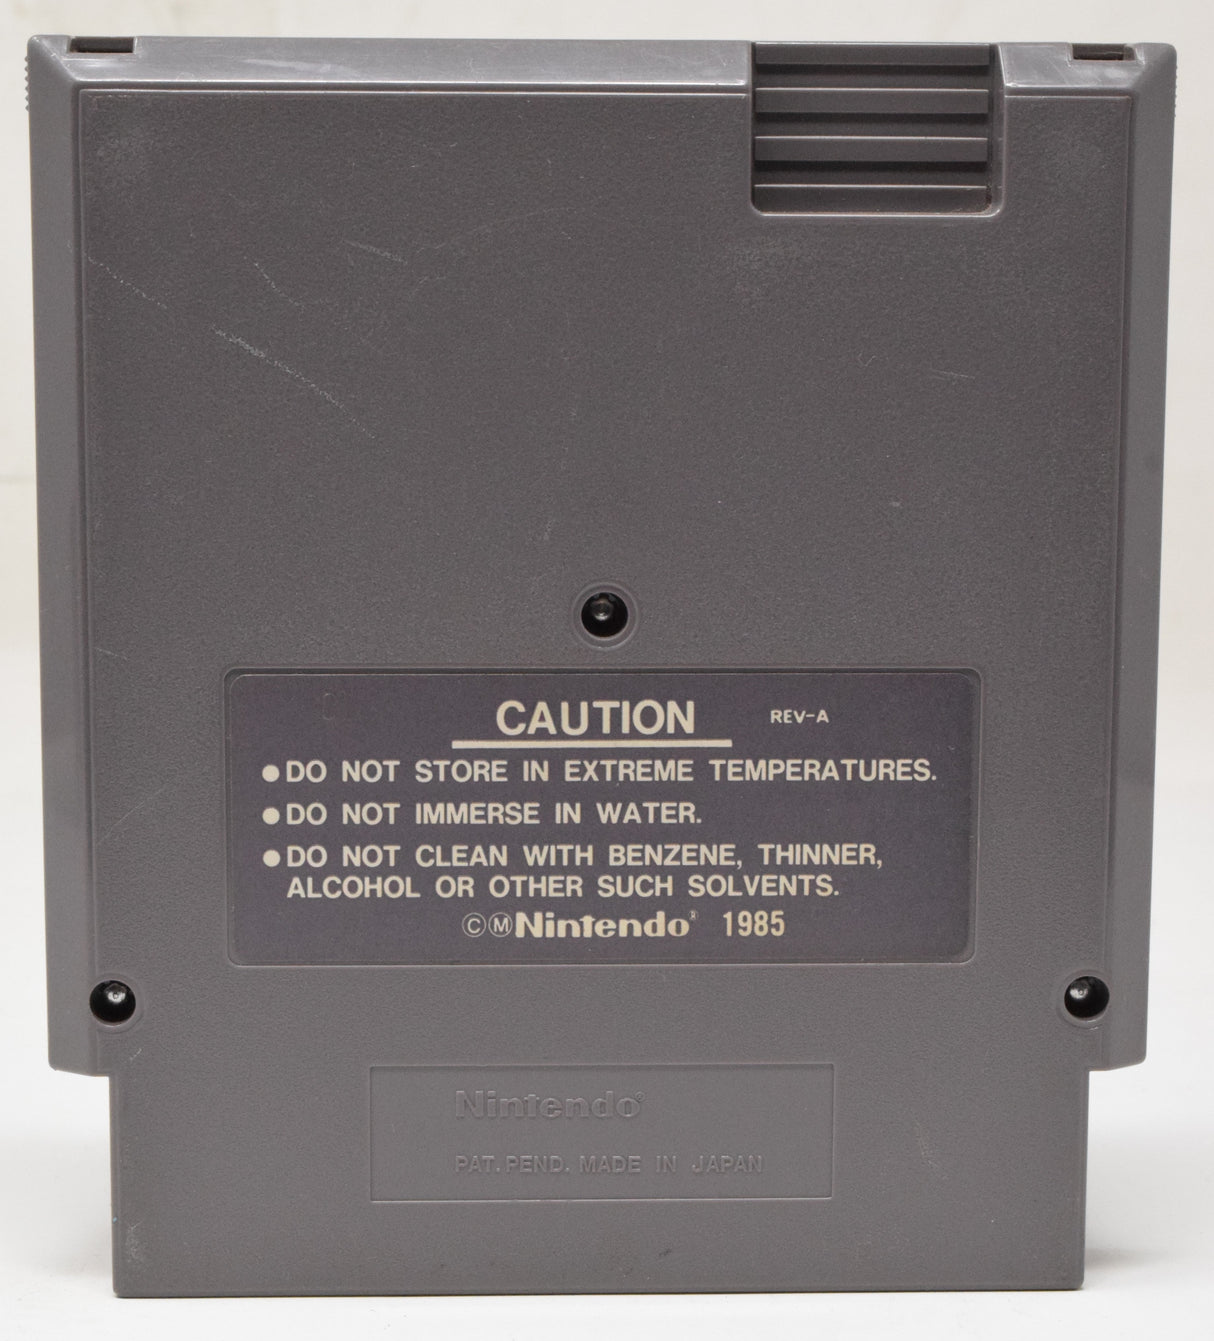 CAUTION REV-A
●DO NOT STORE IN EXTREME TEMPERATURES.
●DO NOT IMMERSE IN WATER.
●DO NOT CLEAN WITH BENZENE, THINNER,
ALCOHOL OR OTHER SUCH SOLVENTS.
©ⓂNintendo® 1985
Nintendo®
PAT. PEND. MADE IN JAPAN